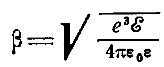 β = √(e³ℰ / 4πε₀ε)